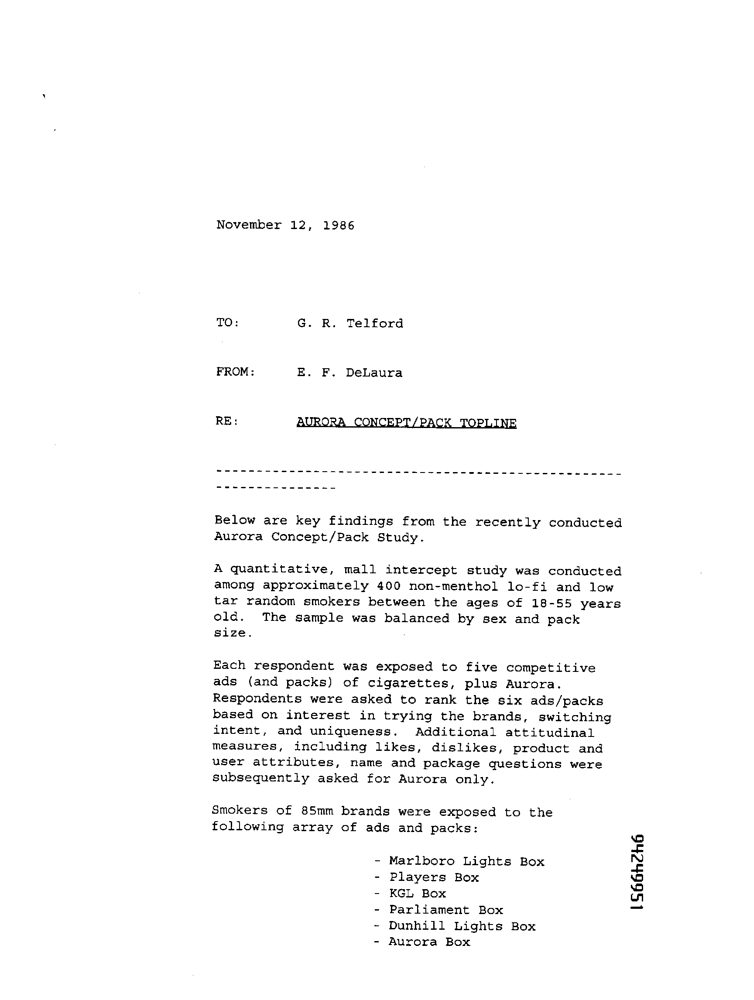 November 12, 1986
TO: G. R. Telford
FROM: E. F. DeLaura
RE: AURORA CONCEPT/PACK TOPLINE
--------------------------------------------------
---------------
Below are key findings from the recently conducted
Aurora Concept/Pack Study.
A quantitative, mall intercept study was conducted
among approximately 400 non-menthol lo-fi and low
tar random smokers between the ages of 18-55 years
old. The sample was balanced by sex and pack
size.
Each respondent was exposed to five competitive
ads (and packs) of cigarettes, plus Aurora.
Respondents were asked to rank the six ads/packs
based on interest in trying the brands, switching
intent, and uniqueness. Additional attitudinal
measures, including likes, dislikes, product and
user attributes, name and package questions were
subsequently asked for Aurora only.
Smokers of 85mm brands were exposed to the
following array of ads and packs:
- Marlboro Lights Box
- Players Box
- KGL Box
- Parliament Box
- Dunhill Lights Box
- Aurora Box
94249951